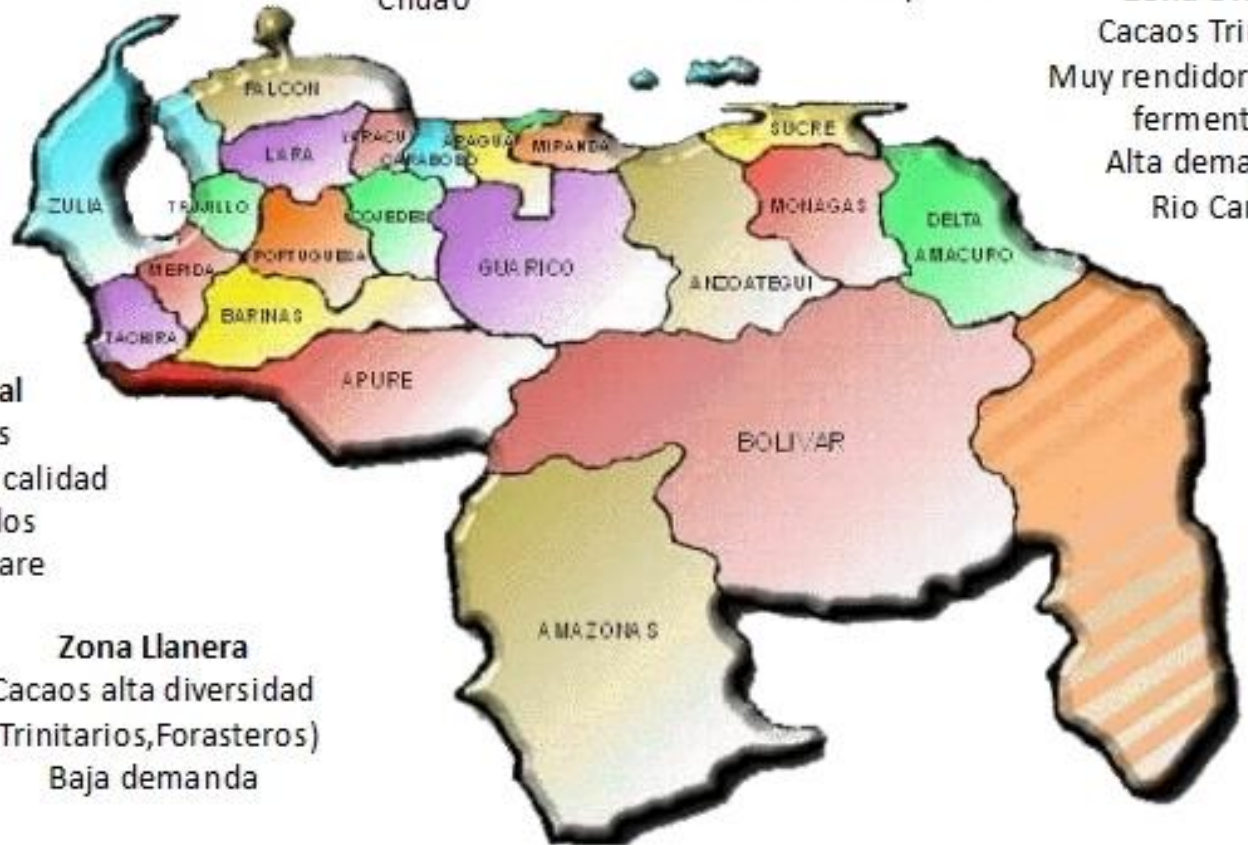 Chuao
Cacaos Tri
Muy rendidor
ferment
Alta dema
Rio Car
FALCON
LARA
YARACU
CARABOBO
ARAGUA
MIRANDA
SUCRE
ZULIA
TRUJILLO
COJEDES
MONAGAS
DELTA
AMACURO
MERIDA
PORTUGUESA
GUARICO
ANZOATEGUI
BARINAS
TACHIRA
APURE
BOLIVAR
AMAZONAS
al
s
calidad
los
are
Zona Llanera
Cacaos alta diversidad
Trinitarios,Forasteros)
Baja demanda